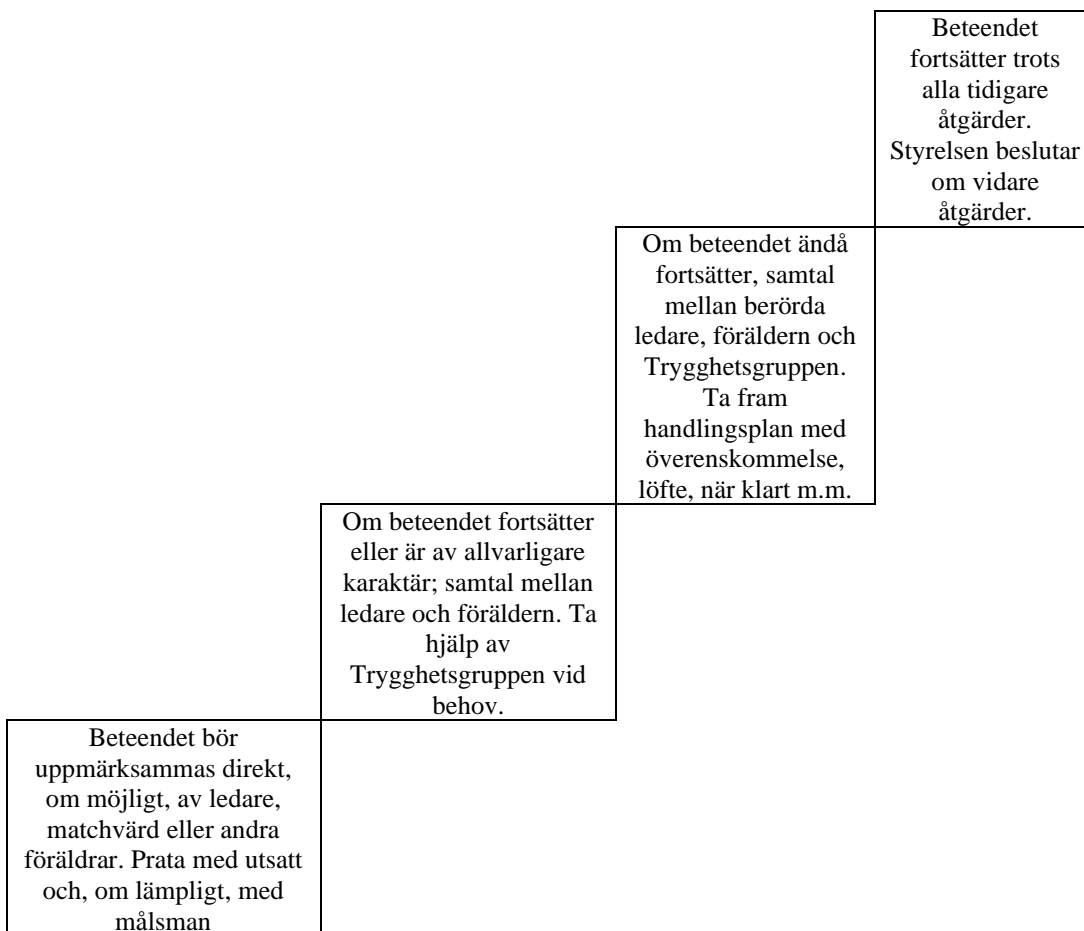 Beteendet
fortsätter trots
alla tidigare
åtgärder.
Styrelsen beslutar
om vidare
åtgärder.
Om beteendet ändå
fortsätter, samtal
mellan berörda
ledare, föräldern och
Trygghetsgruppen.
Ta fram
handlingsplan med
överenskommelse,
löfte, när klart m.m.
Om beteendet fortsätter
eller är av allvarligare
karaktär; samtal mellan
ledare och föräldern. Ta
hjälp av
Trygghetsgruppen vid
behov.
Beteendet bör
uppmärksammas direkt,
om möjligt, av ledare,
matchvärd eller andra
föräldrar. Prata med utsatt
och, om lämpligt, med
målsman